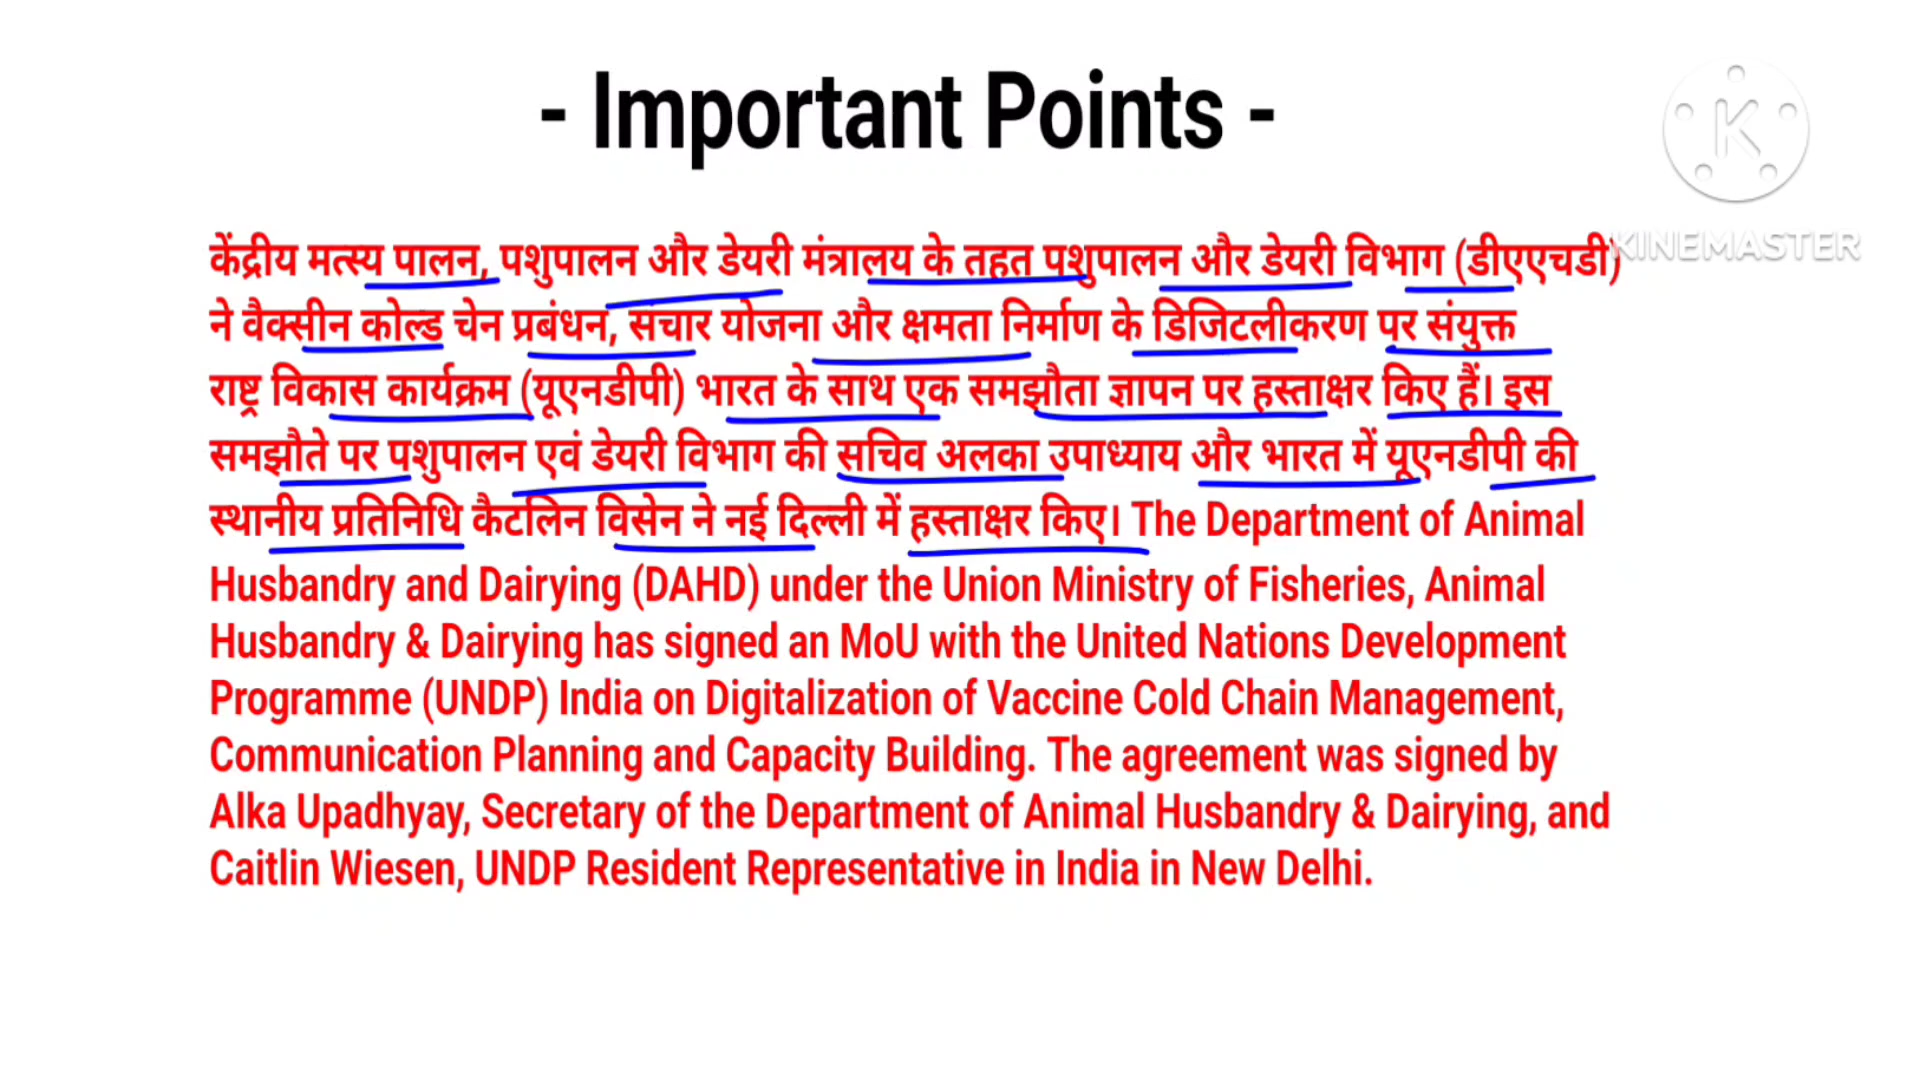 - Important Points -
K
KINEMASTER
केंद्रीय मत्स्य पालन, पशुपालन और डेयरी मंत्रालय के तहत पशुपालन और डेयरी विभाग (डीएएचडी)
ने वैक्सीन कोल्ड चेन प्रबंधन, संचार योजना और क्षमता निर्माण के डिजिटलीकरण पर संयुक्त
राष्ट्र विकास कार्यक्रम (यूएनडीपी) भारत के साथ एक समझौता ज्ञापन पर हस्ताक्षर किए हैं। इस
समझौते पर पशुपालन एवं डेयरी विभाग की सचिव अलका उपाध्याय और भारत में यूएनडीपी की
स्थानीय प्रतिनिधि कैटलिन विसेन ने नई दिल्ली में हस्ताक्षर किए। The Department of Animal
Husbandry and Dairying (DAHD) under the Union Ministry of Fisheries, Animal
Husbandry & Dairying has signed an MoU with the United Nations Development
Programme (UNDP) India on Digitalization of Vaccine Cold Chain Management,
Communication Planning and Capacity Building. The agreement was signed by
Alka Upadhyay, Secretary of the Department of Animal Husbandry & Dairying, and
Caitlin Wiesen, UNDP Resident Representative in India in New Delhi.